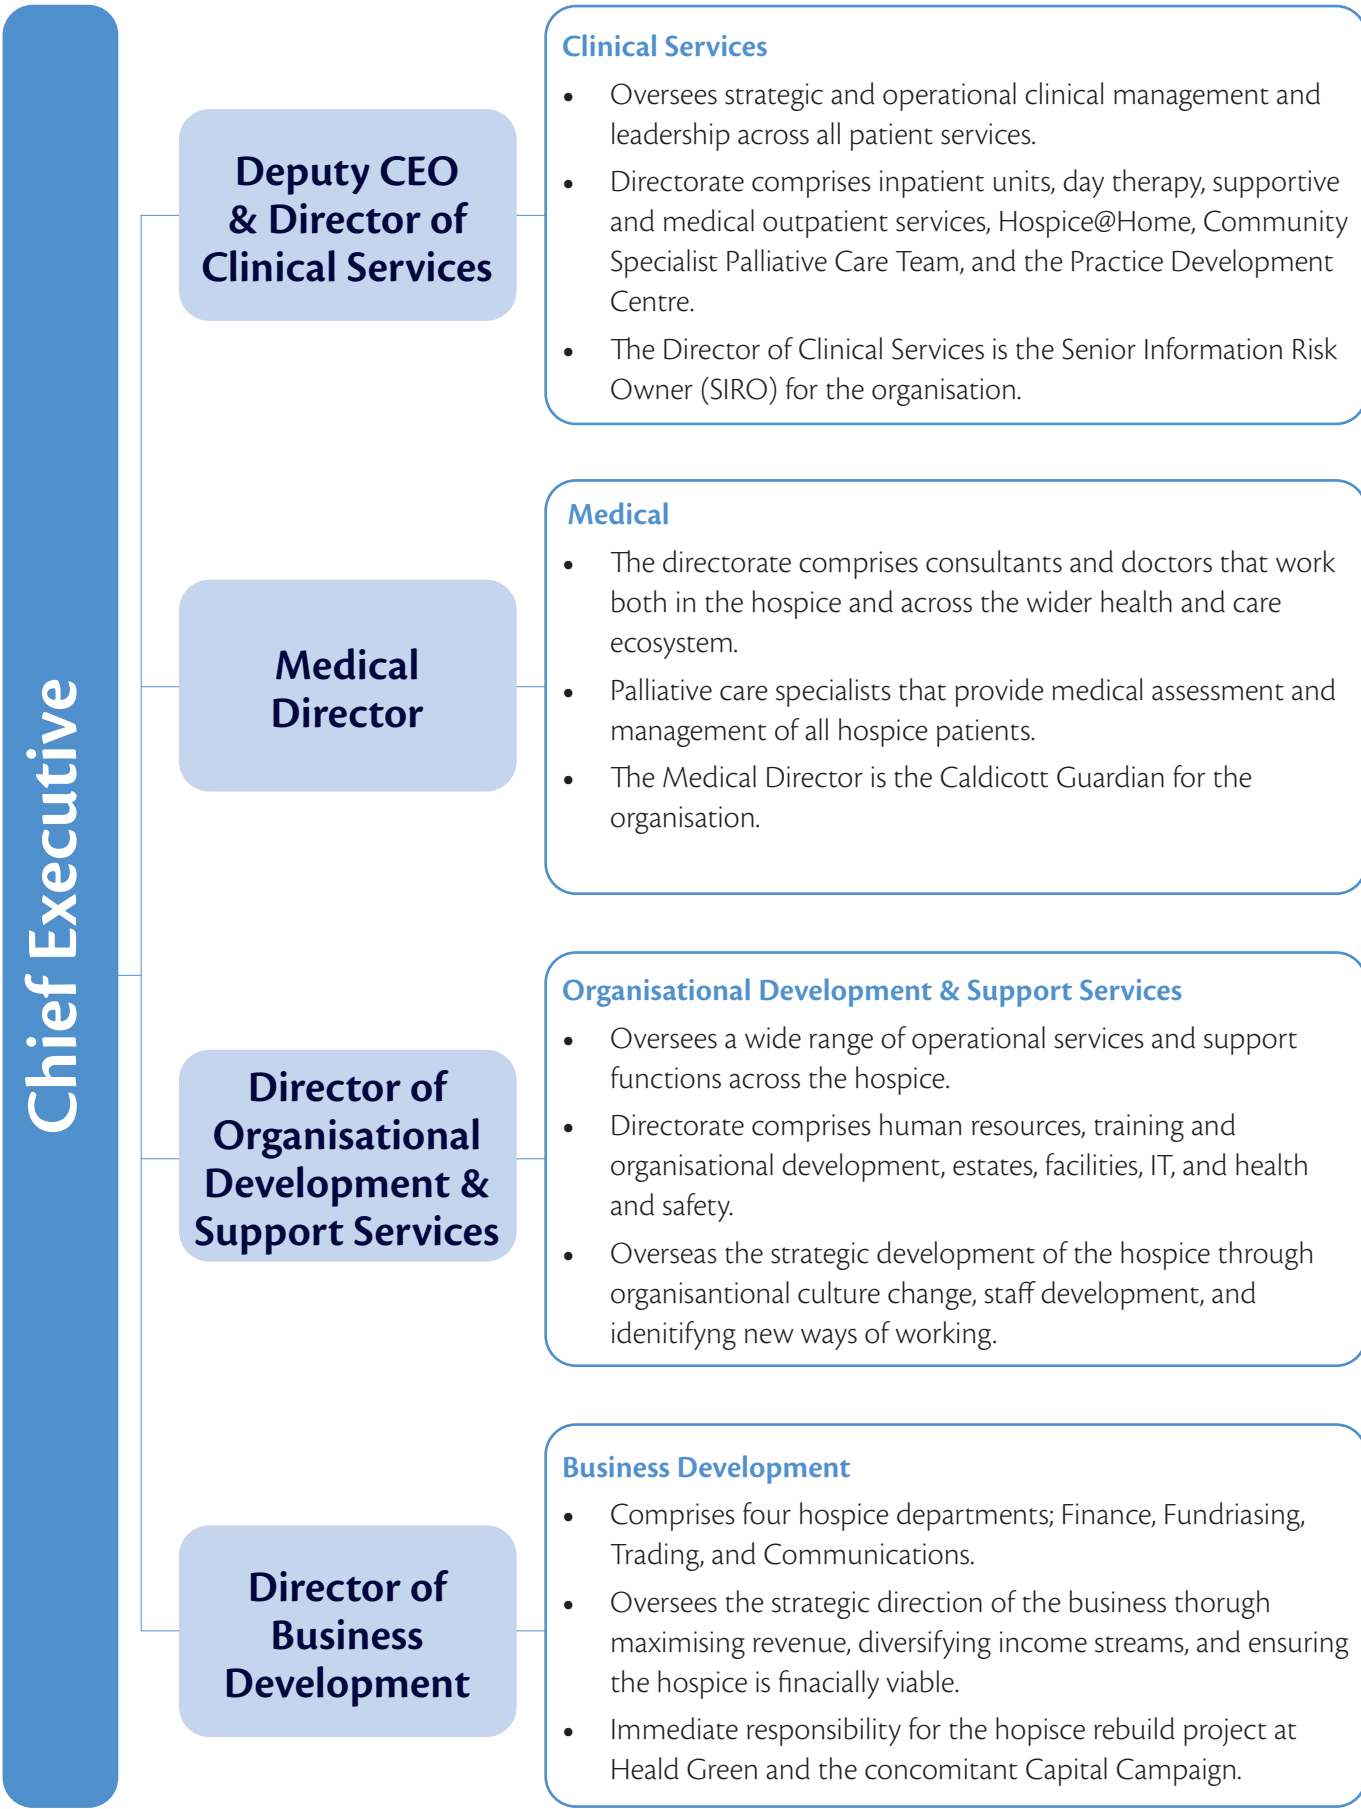 Chief Executive
Deputy CEO
& Director of
Clinical Services
Clinical Services
• Oversees strategic and operational clinical management and
leadership across all patient services.
• Directorate comprises inpatient units, day therapy, supportive
and medical outpatient services, Hospice@Home, Community
Specialist Palliative Care Team, and the Practice Development
Centre.
• The Director of Clinical Services is the Senior Information Risk
Owner (SIRO) for the organisation.
Medical
Director
Medical
• The directorate comprises consultants and doctors that work
both in the hospice and across the wider health and care
ecosystem.
• Palliative care specialists that provide medical assessment and
management of all hospice patients.
• The Medical Director is the Caldicott Guardian for the
organisation.
Director of
Organisational
Development &
Support Services
Organisational Development & Support Services
• Oversees a wide range of operational services and support
functions across the hospice.
• Directorate comprises human resources, training and
organisational development, estates, facilities, IT, and health
and safety.
• Overseas the strategic development of the hospice through
organisantional culture change, staff development, and
idenitifyng new ways of working.
Director of
Business
Development
Business Development
• Comprises four hospice departments; Finance, Fundriasing,
Trading, and Communications.
• Oversees the strategic direction of the business thorugh
maximising revenue, diversifying income streams, and ensuring
the hospice is finacially viable.
• Immediate responsibility for the hopisce rebuild project at
Heald Green and the concomitant Capital Campaign.